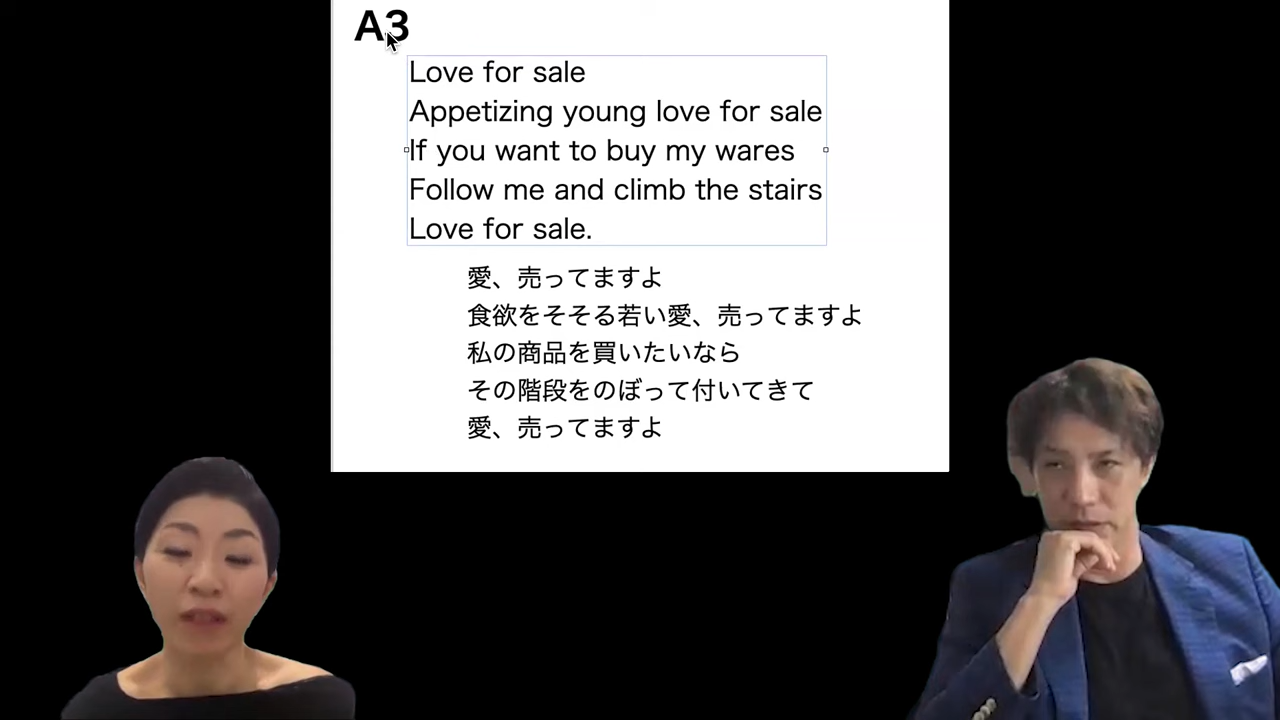 A3
Love for sale
Appetizing young love for sale
If you want to buy my wares
Follow me and climb the stairs
Love for sale.
愛、売ってますよ
食欲をそそる若い愛、売ってますよ
私の商品を買いたいなら
その階段をのぼって付いてきて
愛、売ってますよ